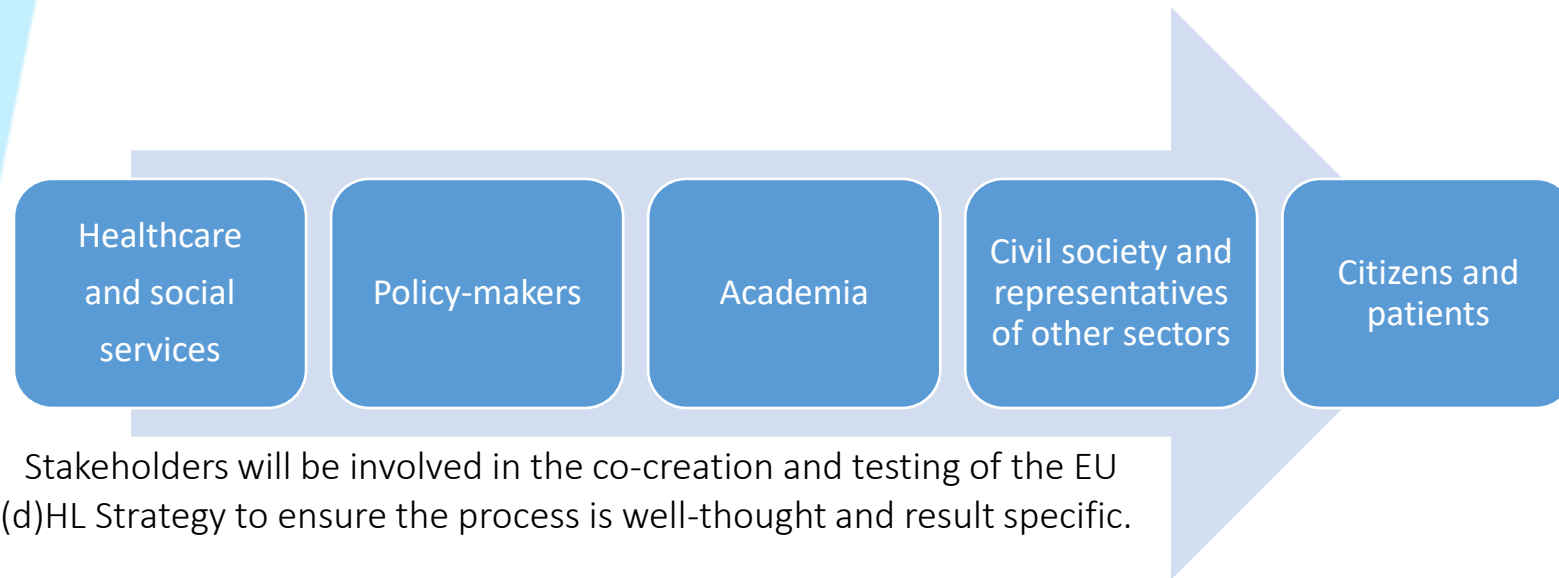 Healthcare
and social
services
Policy-makers
Academia
Civil society and
representatives
of other sectors
Citizens and
patients
Stakeholders will be involved in the co-creation and testing of the EU
(d)HL Strategy to ensure the process is well-thought and result specific.